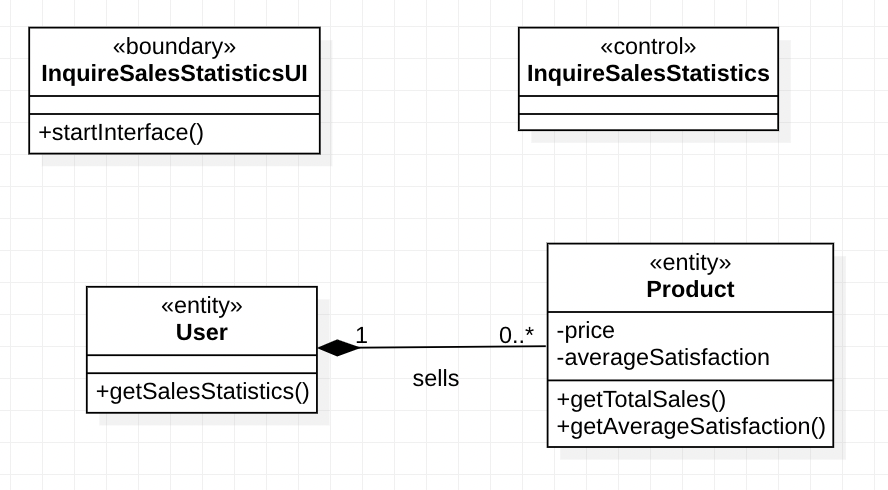 «boundary»
InquireSalesStatisticsUI
+startInterface()
«control»
InquireSalesStatistics
«entity»
User
+getSalesStatistics()
1
0..*
sells
«entity»
Product
-price
-averageSatisfaction
+getTotalSales()
+getAverageSatisfaction()